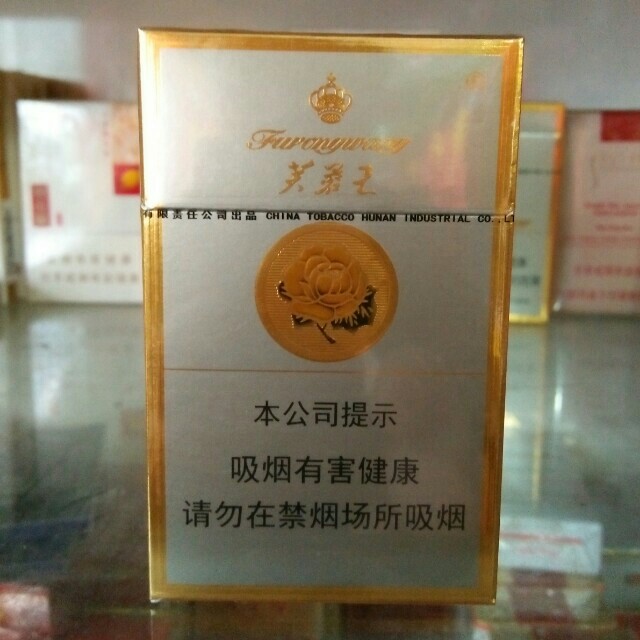 Furongwang
芙蓉王
有限责任公司出品 CHINA TOBACCO HUNAN INDUSTRIAL CO., L
本公司提示
吸烟有害健康
请勿在禁烟场所吸烟